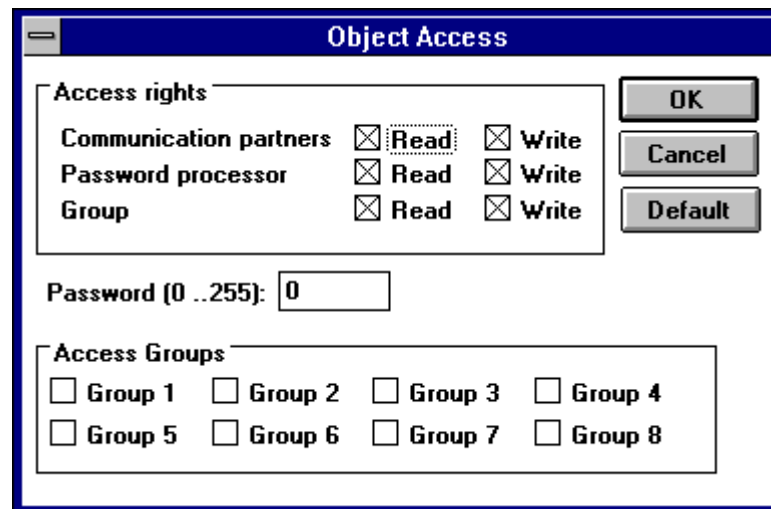 Object Access
Access rights
OK
Communication partners Read Write
Cancel
Password processor Read Write
Group Read Write
Default
Password (0 ..255): 0
Access Groups
Group 1 Group 2 Group 3 Group 4
Group 5 Group 6 Group 7 Group 8